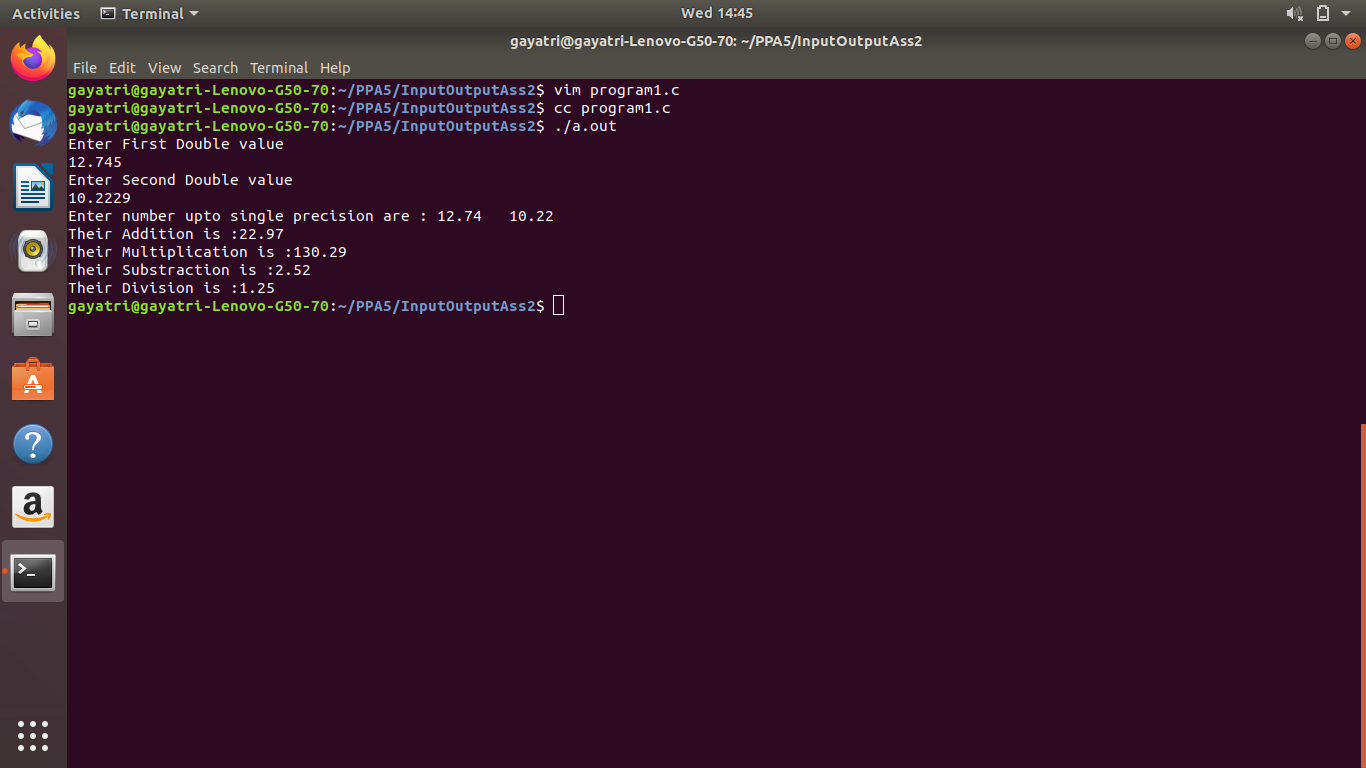 Activities Terminal Wed 14:45
gayatri@gayatri-Lenovo-G50-70: ~/PPA5/InputOutputAss2
File Edit View Search Terminal Help
gayatri@gayatri-Lenovo-G50-70:~/PPA5/InputOutputAss2$ vim program1.c
gayatri@gayatri-Lenovo-G50-70:~/PPA5/InputOutputAss2$ cc program1.c
gayatri@gayatri-Lenovo-G50-70:~/PPA5/InputOutputAss2$ ./a.out
Enter First Double value
12.745
Enter Second Double value
10.2229
Enter number upto single precision are : 12.74   10.22
Their Addition is :22.97
Their Multiplication is :130.29
Their Substraction is :2.52
Their Division is :1.25
gayatri@gayatri-Lenovo-G50-70:~/PPA5/InputOutputAss2$